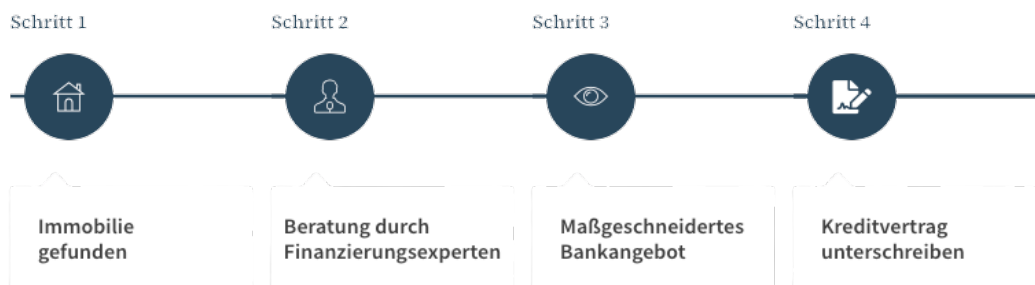 Schritt 1
Schritt 2
Schritt 3
Schritt 4
Immobilie
gefunden
Beratung durch
Finanzierungsexperten
Maßgeschneidertes
Bankangebot
Kreditvertrag
unterschreiben